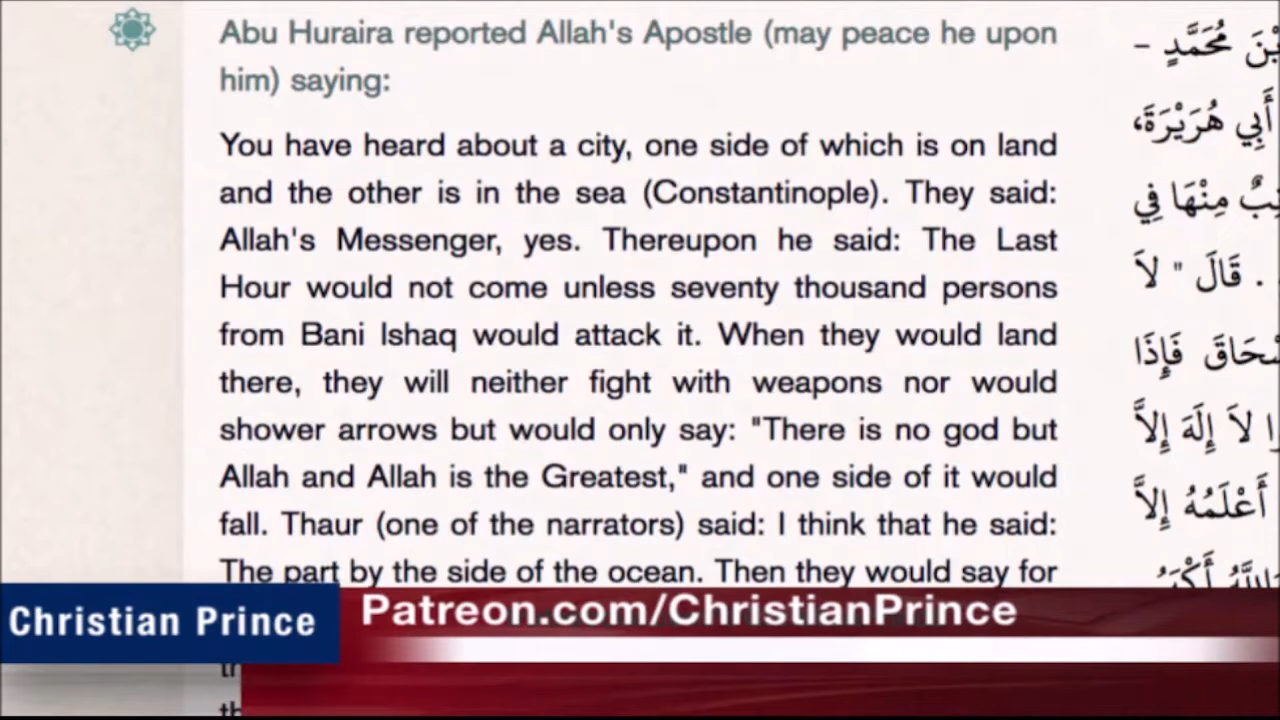 Abu Huraira reported Allah's Apostle (may peace he upon
him) saying:
You have heard about a city, one side of which is on land
and the other is in the sea (Constantinople). They said:
Allah's Messenger, yes. Thereupon he said: The Last
Hour would not come unless seventy thousand persons
from Bani Ishaq would attack it. When they would land
there, they will neither fight with weapons nor would
shower arrows but would only say: "There is no god but
Allah and Allah is the Greatest," and one side of it would
fall. Thaur (one of the narrators) said: I think that he said:
The part by the side of the ocean. Then they would say for
بْنَ مُحَمَّدٍ -
أَبِي هُرَيْرَةَ،
مِنْهَا فِي
. قَالَ " لاَ
فَإِذَا
لاَ إِلَهَ إِلاَّ
أَعْلَمُهُ إِلاَّ
Christian Prince
Patreon.com/ChristianPrince